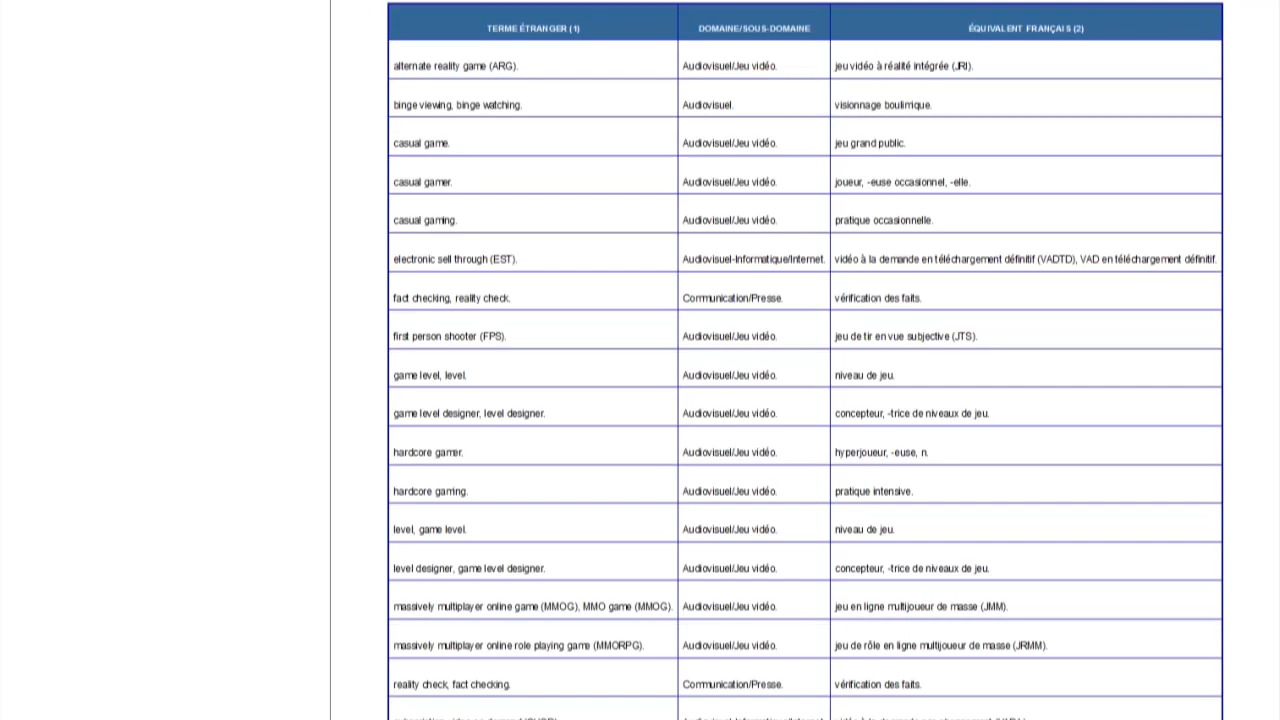 TERME ÉTRANGER (1) DOMAINE/SOUS-DOMAINE ÉQUIVALENT FRANÇAIS (2)
alternate reality game (ARG). Audiovisuel/Jeu vidéo. jeu vidéo à réalité intégrée (JRI).
binge viewing, binge watching. Audiovisuel. visionnage boulimique.
casual game. Audiovisuel/Jeu vidéo. jeu grand public.
casual gamer. Audiovisuel/Jeu vidéo. joueur, -euse occasionnel, -elle.
casual gaming. Audiovisuel/Jeu vidéo. pratique occasionnelle.
electronic sell through (EST). Audiovisuel-Informatique/Internet. vidéo à la demande en téléchargement définitif (VADTD), VAD en téléchargement définitif.
fact checking, reality check. Communication/Presse. vérification des faits.
first person shooter (FPS). Audiovisuel/Jeu vidéo. jeu de tir en vue subjective (JTS).
game level, level. Audiovisuel/Jeu vidéo. niveau de jeu.
game level designer, level designer. Audiovisuel/Jeu vidéo. concepteur, -trice de niveaux de jeu.
hardcore gamer. Audiovisuel/Jeu vidéo. hyperjoueur, -euse, n.
hardcore gaming. Audiovisuel/Jeu vidéo. pratique intensive.
level, game level. Audiovisuel/Jeu vidéo. niveau de jeu.
level designer, game level designer. Audiovisuel/Jeu vidéo. concepteur, -trice de niveaux de jeu.
massively multiplayer online game (MMOG), MMO game (MMOG). Audiovisuel/Jeu vidéo. jeu en ligne multijoueur de masse (JMM).
massively multiplayer online role playing game (MMORPG). Audiovisuel/Jeu vidéo. jeu de rôle en ligne multijoueur de masse (JRMM).
reality check, fact checking. Communication/Presse. vérification des faits.